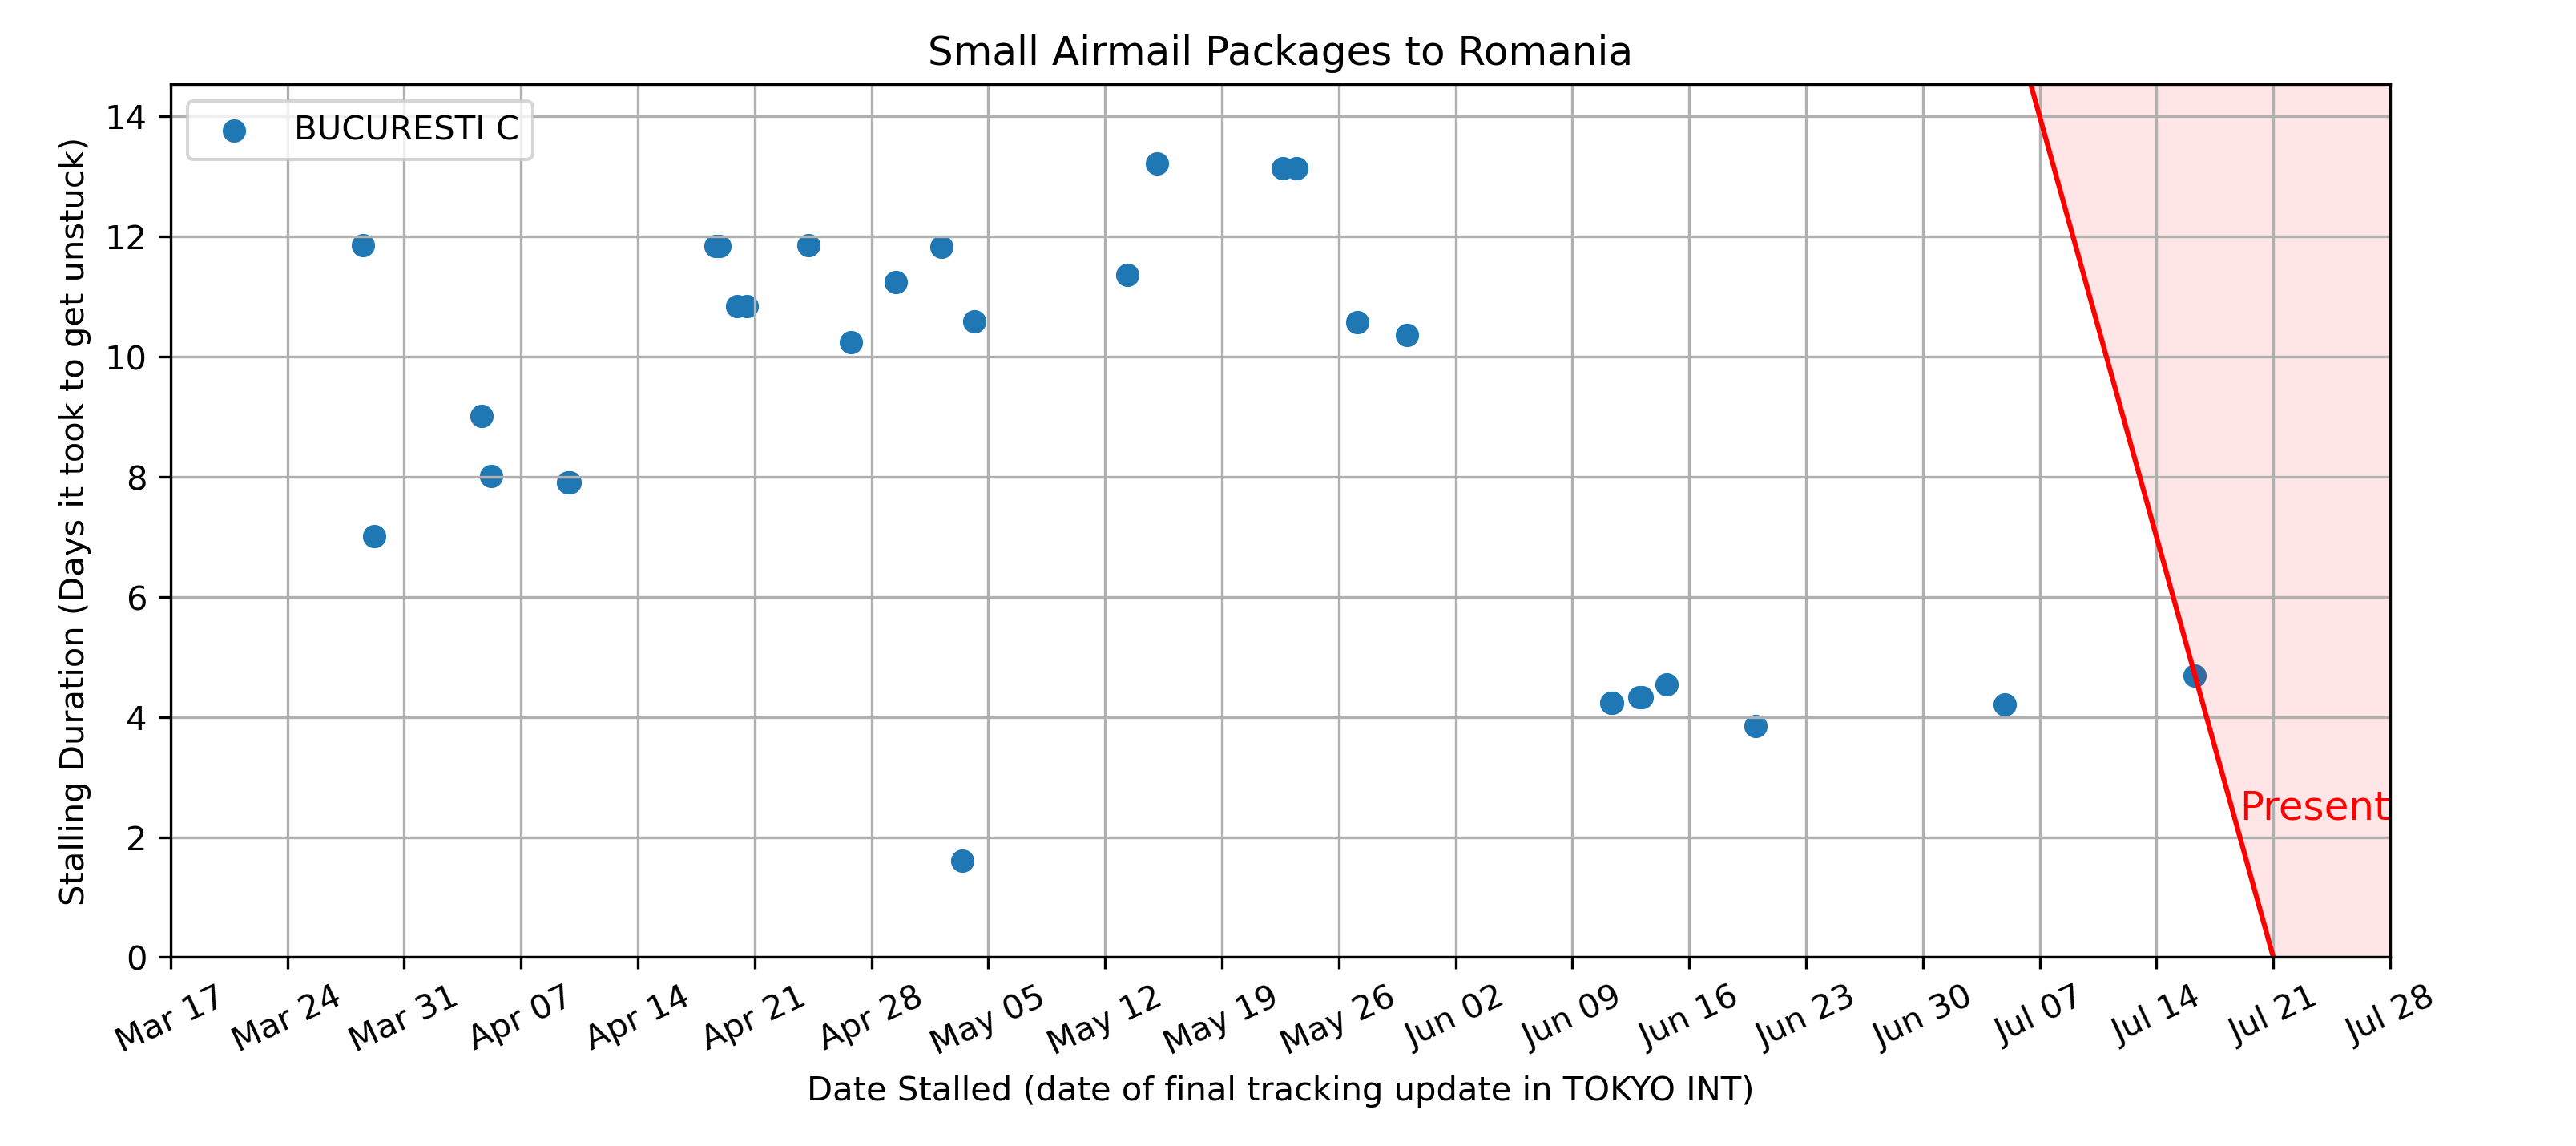 Small Airmail Packages to Romania
BUCURESTI C
Stalling Duration (Days it took to get unstuck)
14
12
10
8
6
4
2
0
Present
Mar 17
Mar 24
Mar 31
Apr 07
Apr 14
Apr 21
Apr 28
May 05
May 12
May 19
May 26
Jun 02
Jun 09
Jun 16
Jun 23
Jun 30
Jul 07
Jul 14
Jul 21
Jul 28
Date Stalled (date of final tracking update in TOKYO INT)